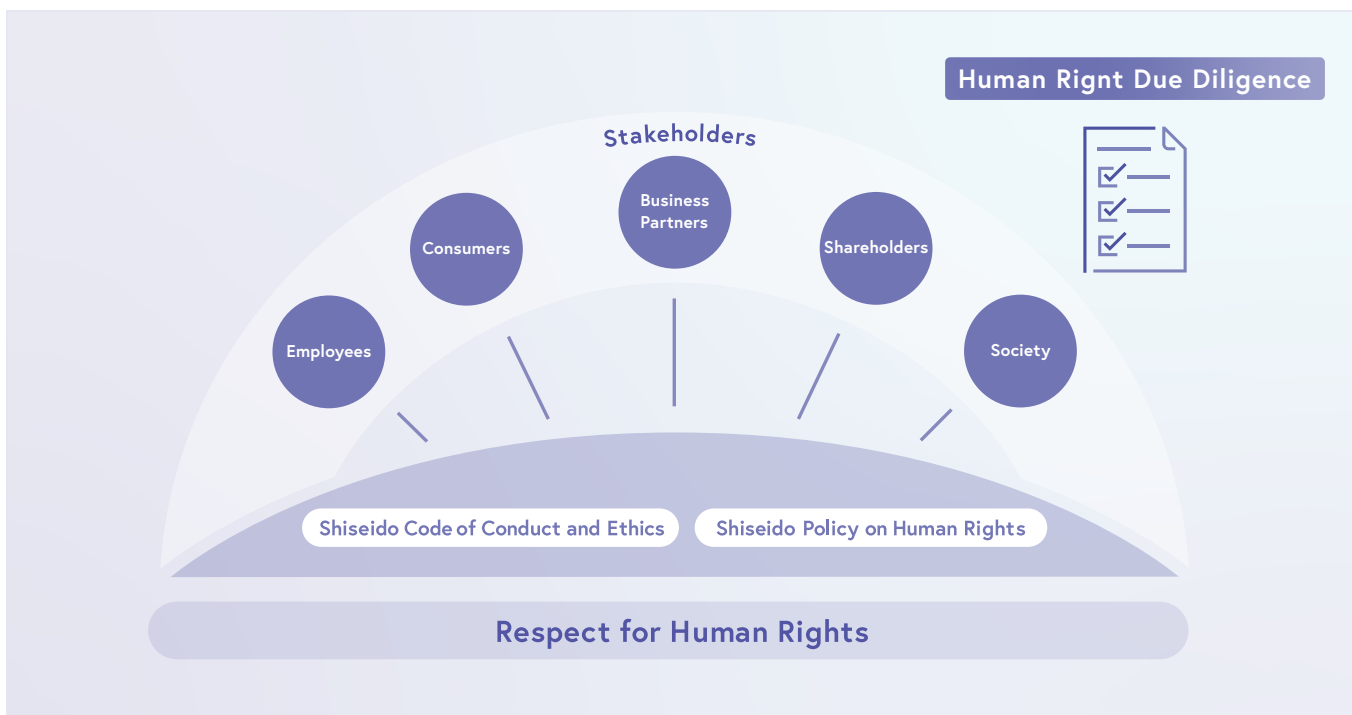 Human Rignt Due Diligence
Stakeholders
Business
Partners
Consumers
Shareholders
Employees
Society
Shiseido Code of Conduct and Ethics
Shiseido Policy on Human Rights
Respect for Human Rights